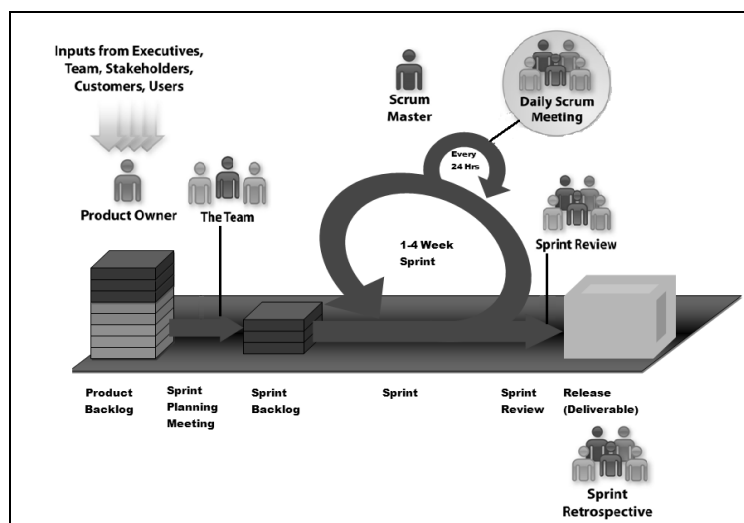 Inputs from Executives,
Team, Stakeholders,
Customers, Users
Scrum
Master
Daily Scrum
Meeting
Every
24 Hrs
Product Owner
The Team
1-4 Week
Sprint
Sprint Review
Product
Backlog
Sprint
Planning
Meeting
Sprint
Backlog
Sprint
Sprint
Review
Release
(Deliverable)
Sprint
Retrospective